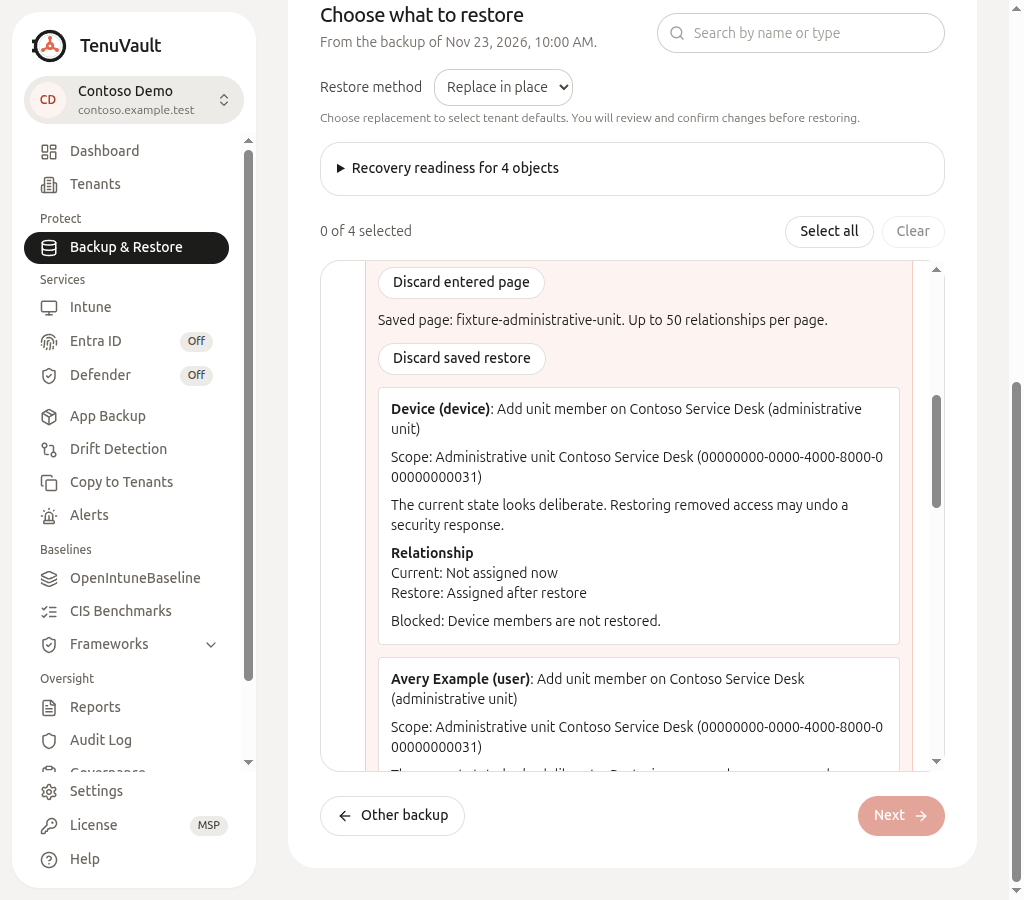 TenuVault
CD
Contoso Demo
contoso.example.test
Dashboard
Tenants
Protect
Backup & Restore
Services
Intune
Entra ID
Off
Defender
Off
App Backup
Drift Detection
Copy to Tenants
Alerts
Baselines
OpenIntuneBaseline
CIS Benchmarks
Frameworks
Oversight
Reports
Audit Log
Settings
License
MSP
Help
Choose what to restore
From the backup of Nov 23, 2026, 10:00 AM.
Search by name or type
Restore method
Replace in place
Choose replacement to select tenant defaults. You will review and confirm changes before restoring.
Recovery readiness for 4 objects
0 of 4 selected
Select all
Clear
Discard entered page
Saved page: fixture-administrative-unit. Up to 50 relationships per page.
Discard saved restore
Device (device): Add unit member on Contoso Service Desk (administrative
unit)
Scope: Administrative unit Contoso Service Desk (00000000-0000-4000-8000-0
00000000031)
The current state looks deliberate. Restoring removed access may undo a
security response.
Relationship
Current: Not assigned now
Restore: Assigned after restore
Blocked: Device members are not restored.
Avery Example (user): Add unit member on Contoso Service Desk
(administrative unit)
Scope: Administrative unit Contoso Service Desk (00000000-0000-4000-8000-0
00000000031)
Other backup
Next